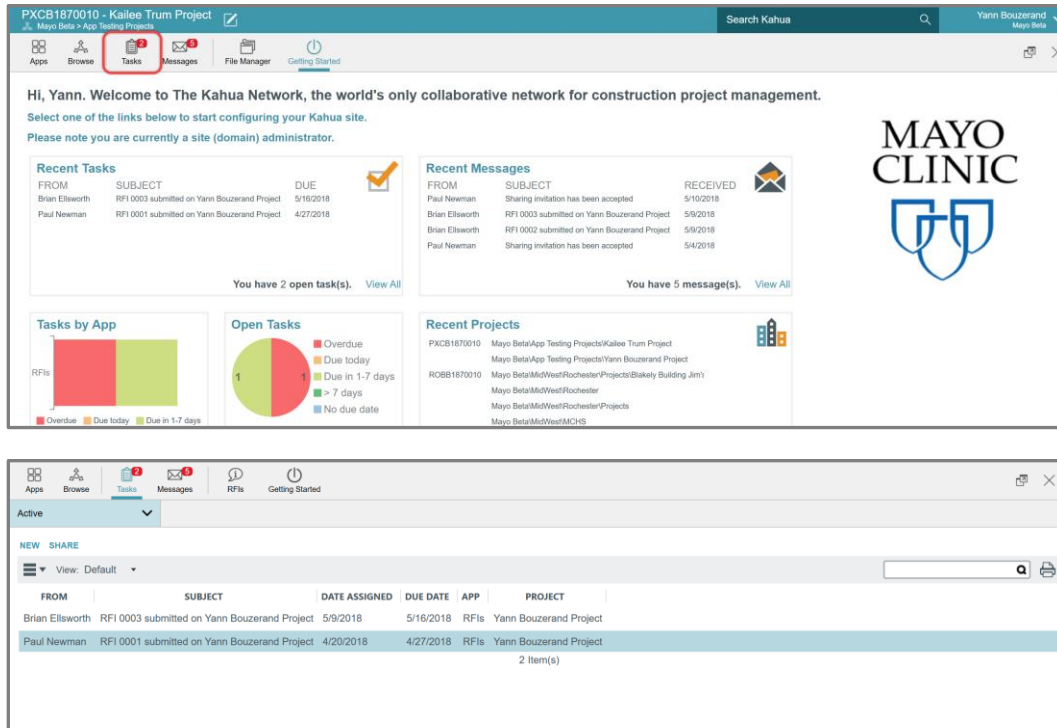 PXCB1870010 - Kailee Trum Project
Mayo Beta > App Testing Projects
Search Kahua
Yann Bouzerand
Mayo Beta
2
5
Apps Browse Tasks Messages File Manager Getting Started
Hi, Yann. Welcome to The Kahua Network, the world's only collaborative network for construction project management.
Select one of the links below to start configuring your Kahua site.
Please note you are currently a site (domain) administrator.
MAYO
CLINIC
Recent Tasks
FROM SUBJECT DUE
Brian Ellsworth RFI 0003 submitted on Yann Bouzerand Project 5/16/2018
Paul Newman RFI 0001 submitted on Yann Bouzerand Project 4/27/2018
You have 2 open task(s). View All
Recent Messages
FROM SUBJECT RECEIVED
Paul Newman Sharing invitation has been accepted 5/10/2018
Brian Ellsworth RFI 0003 submitted on Yann Bouzerand Project 5/9/2018
Brian Ellsworth RFI 0002 submitted on Yann Bouzerand Project 5/9/2018
Paul Newman Sharing invitation has been accepted 5/4/2018
You have 5 message(s). View All
Tasks by App
RFIs
Overdue Due today Due in 1-7 days
Open Tasks
1 1
Overdue
Due today
Due in 1-7 days
> 7 days
No due date
Recent Projects
PXCB1870010 Mayo Beta\App Testing Projects\Kailee Trum Project
Mayo Beta\App Testing Projects\Yann Bouzerand Project
ROBB1870010 Mayo Beta\MidWest\Rochester\Projects\Blakely Building Jim's
Mayo Beta\MidWest\Rochester
Mayo Beta\MidWest\Rochester\Projects
Mayo Beta\MidWest\MCHS
2
5
Apps Browse Tasks Messages RFIs Getting Started
Active
NEW SHARE
View: Default
FROM SUBJECT DATE ASSIGNED DUE DATE APP PROJECT
Brian Ellsworth RFI 0003 submitted on Yann Bouzerand Project 5/9/2018 5/16/2018 RFIs Yann Bouzerand Project
Paul Newman RFI 0001 submitted on Yann Bouzerand Project 4/20/2018 4/27/2018 RFIs Yann Bouzerand Project
2 Item(s)